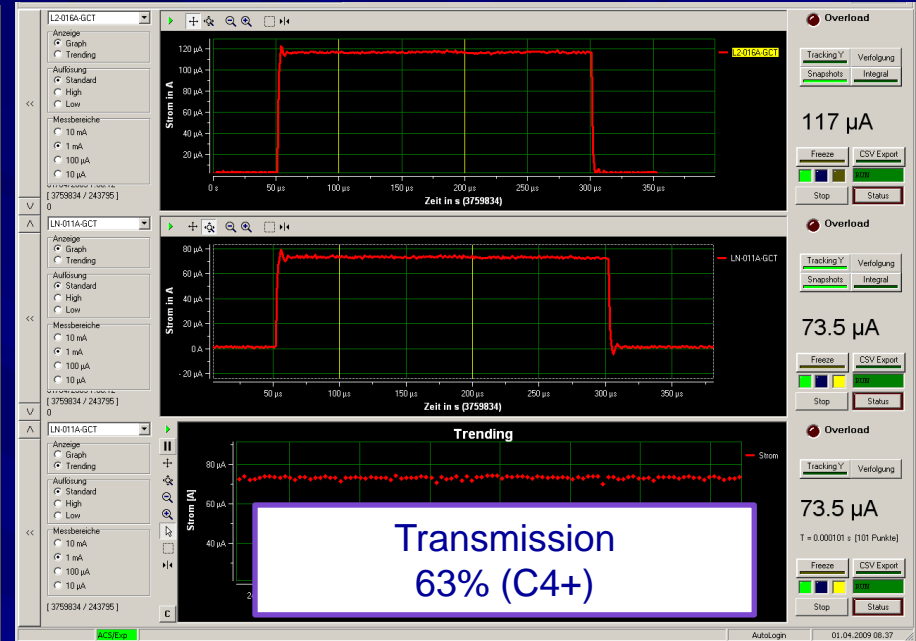 L2-016A-GCT
Anzeige
Graph
Trending
Auflösung
Standard
High
Low
<<
Messbereiche
10 mA
1 mA
100 µA
10 µA
[ 3759834 / 243795 ]
0
V
120 µA
100 µA
80 µA
60 µA
40 µA
20 µA
Strom in A
0 s 50 µs 100 µs 150 µs 200 µs 250 µs 300 µs 350 µs
Zeit in s (3759834)
L2-016A-GCT
Overload
Tracking Y Verfolgung
Snapshots Integral
117 µA
Freeze CSV Export
RUN
Stop Status
Λ
LN-011A-GCT
Anzeige
Graph
Trending
Auflösung
Standard
High
Low
<<
Messbereiche
10 mA
1 mA
100 µA
10 µA
[ 3759834 / 243795 ]
0
V
80 µA
60 µA
40 µA
20 µA
0 A
-20 µA
Strom in A
50 µs 100 µs 150 µs 200 µs 250 µs 300 µs 350 µs
Zeit in s (3759834)
LN-011A-GCT
Overload
Tracking Y Verfolgung
Snapshots Integral
73.5 µA
Freeze CSV Export
RUN
Stop Status
Λ
LN-011A-GCT
Anzeige
Graph
Trending
Auflösung
Standard
High
Low
<<
Messbereiche
10 mA
1 mA
100 µA
10 µA
[ 3759834 / 243795 ]
C
Trending
80 µA
60 µA
40 µA
Strom [A]
Strom
Transmission
63% (C4+)
Overload
Tracking Y Verfolgung
73.5 µA
T = 0.000101 s [101 Punkte]
Freeze CSV Export
RUN
Stop Status
ACS/Exp AutoLogin 01.04.2009 08.37